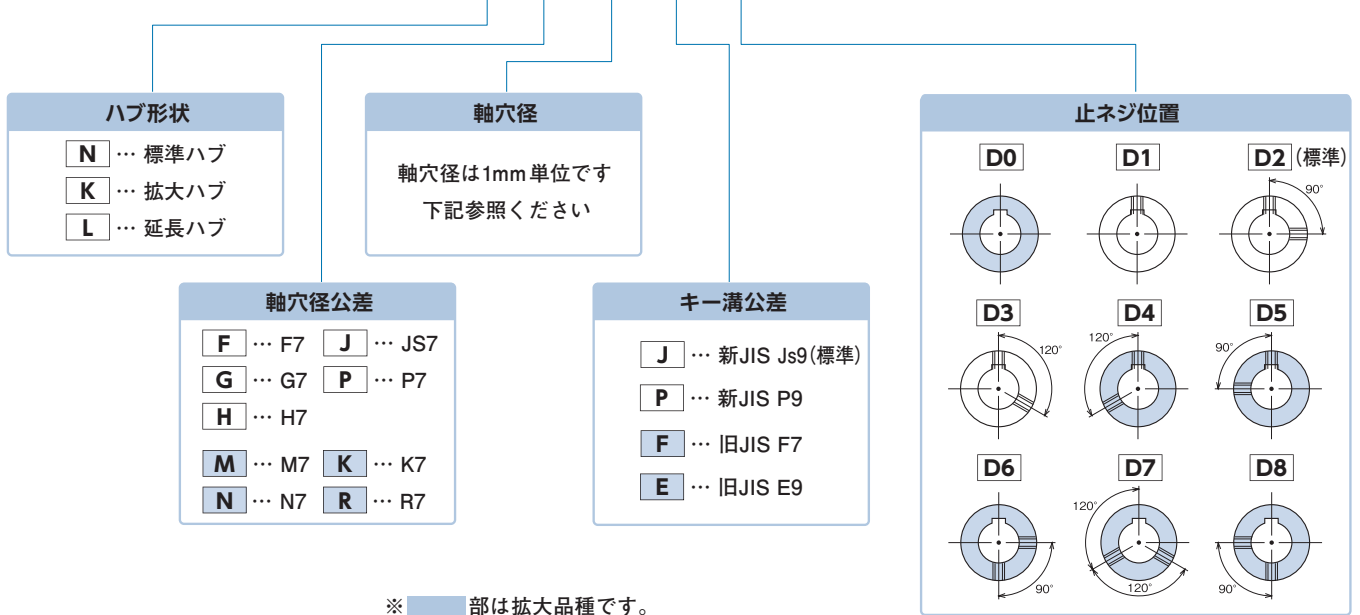 ハブ形状
N … 標準ハブ
K … 拡大ハブ
L … 延長ハブ
軸穴径
軸穴径は1mm単位です
下記参照ください
軸穴径公差
F … F7 J … JS7
G … G7 P … P7
H … H7
M … M7 K … K7
N … N7 R … R7
キー溝公差
J … 新JIS Js9(標準)
P … 新JIS P9
F … 旧JIS F7
E … 旧JIS E9
止ネジ位置
D0 D1 D2(標準)
90°
D3 D4 D5
120° 120° 90°
D6 D7 D8
90° 120° 120° 90°
※ 部は拡大品種です。